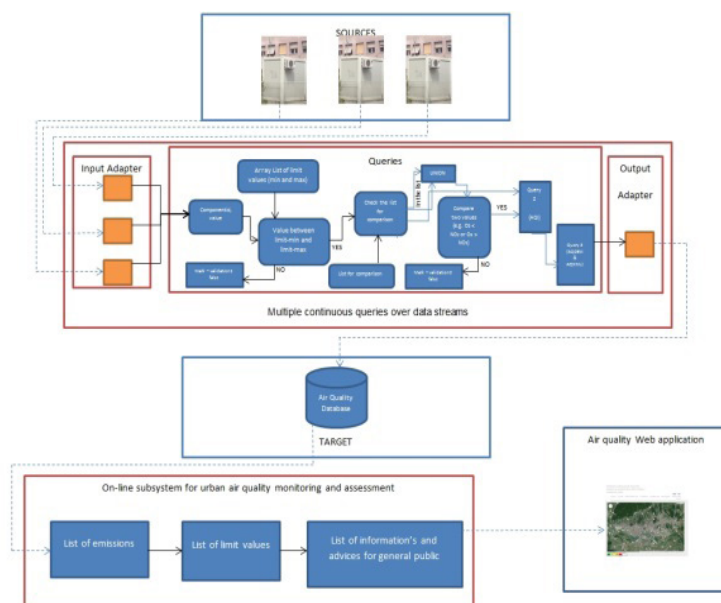 SOURCES
Input Adapter
Queries
Output
Adapter
Array List of limit
values (min and max)
value
Value between
limit-min and
limit-max
YES
NO
Check the list
for
comparison
List for comparison
In the list
Compare
two values
YES
NO
Query
Multiple continuous queries over data streams
Air Quality
Database
TARGET
Air quality Web application
On-line subsystem for urban air quality monitoring and assessment
List of emissions
List of limit values
List of information's and
advices for general public